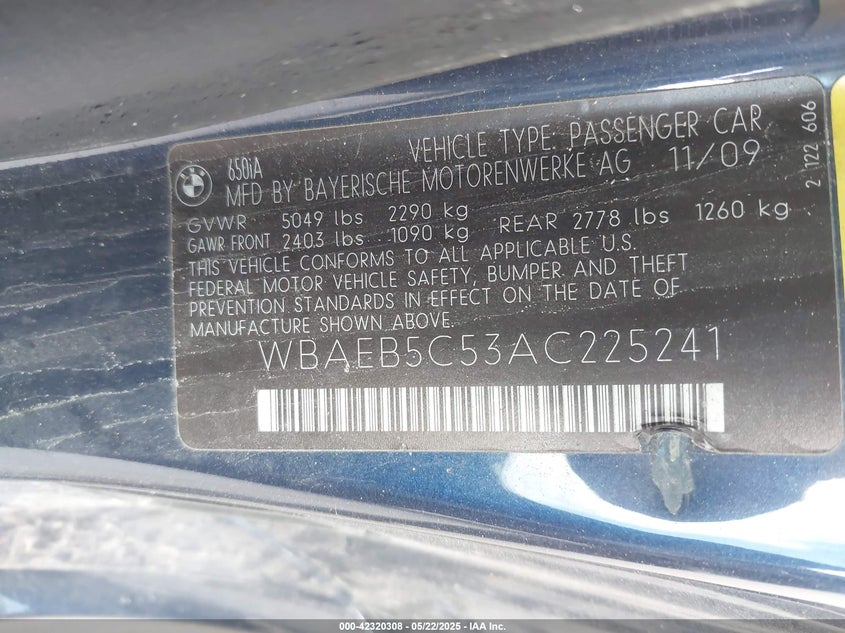 650iA
VEHICLE TYPE: PASSENGER CAR
MFD BY BAYERISCHE MOTORENWERKE AG 11/09
GVWR 5049 lbs 2290 kg
GAWR FRONT 2403 lbs 1090 kg REAR 2778 lbs 1260 kg
THIS VEHICLE CONFORMS TO ALL APPLICABLE U.S.
FEDERAL MOTOR VEHICLE SAFETY, BUMPER AND THEFT
PREVENTION STANDARDS IN EFFECT ON THE DATE OF
MANUFACTURE SHOWN ABOVE.
WBAEB5C53AC225241
2 122 606
000-42320308 - 05/22/2025 - IAA Inc.